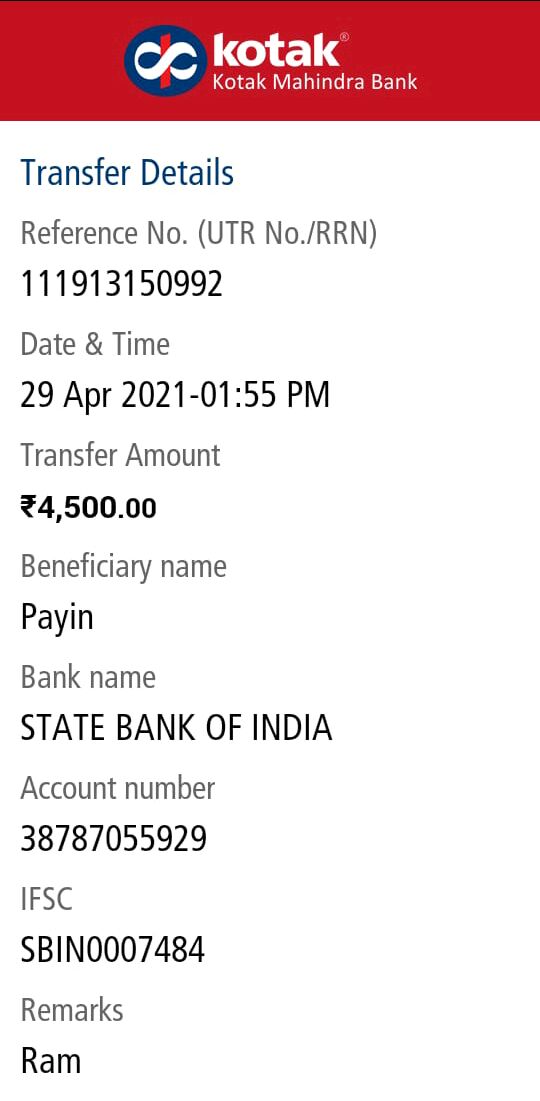 kotak®
Kotak Mahindra Bank
Transfer Details
Reference No. (UTR No./RRN)
111913150992
Date & Time
29 Apr 2021-01:55 PM
Transfer Amount
₹4,500.00
Beneficiary name
Payin
Bank name
STATE BANK OF INDIA
Account number
38787055929
IFSC
SBIN0007484
Remarks
Ram